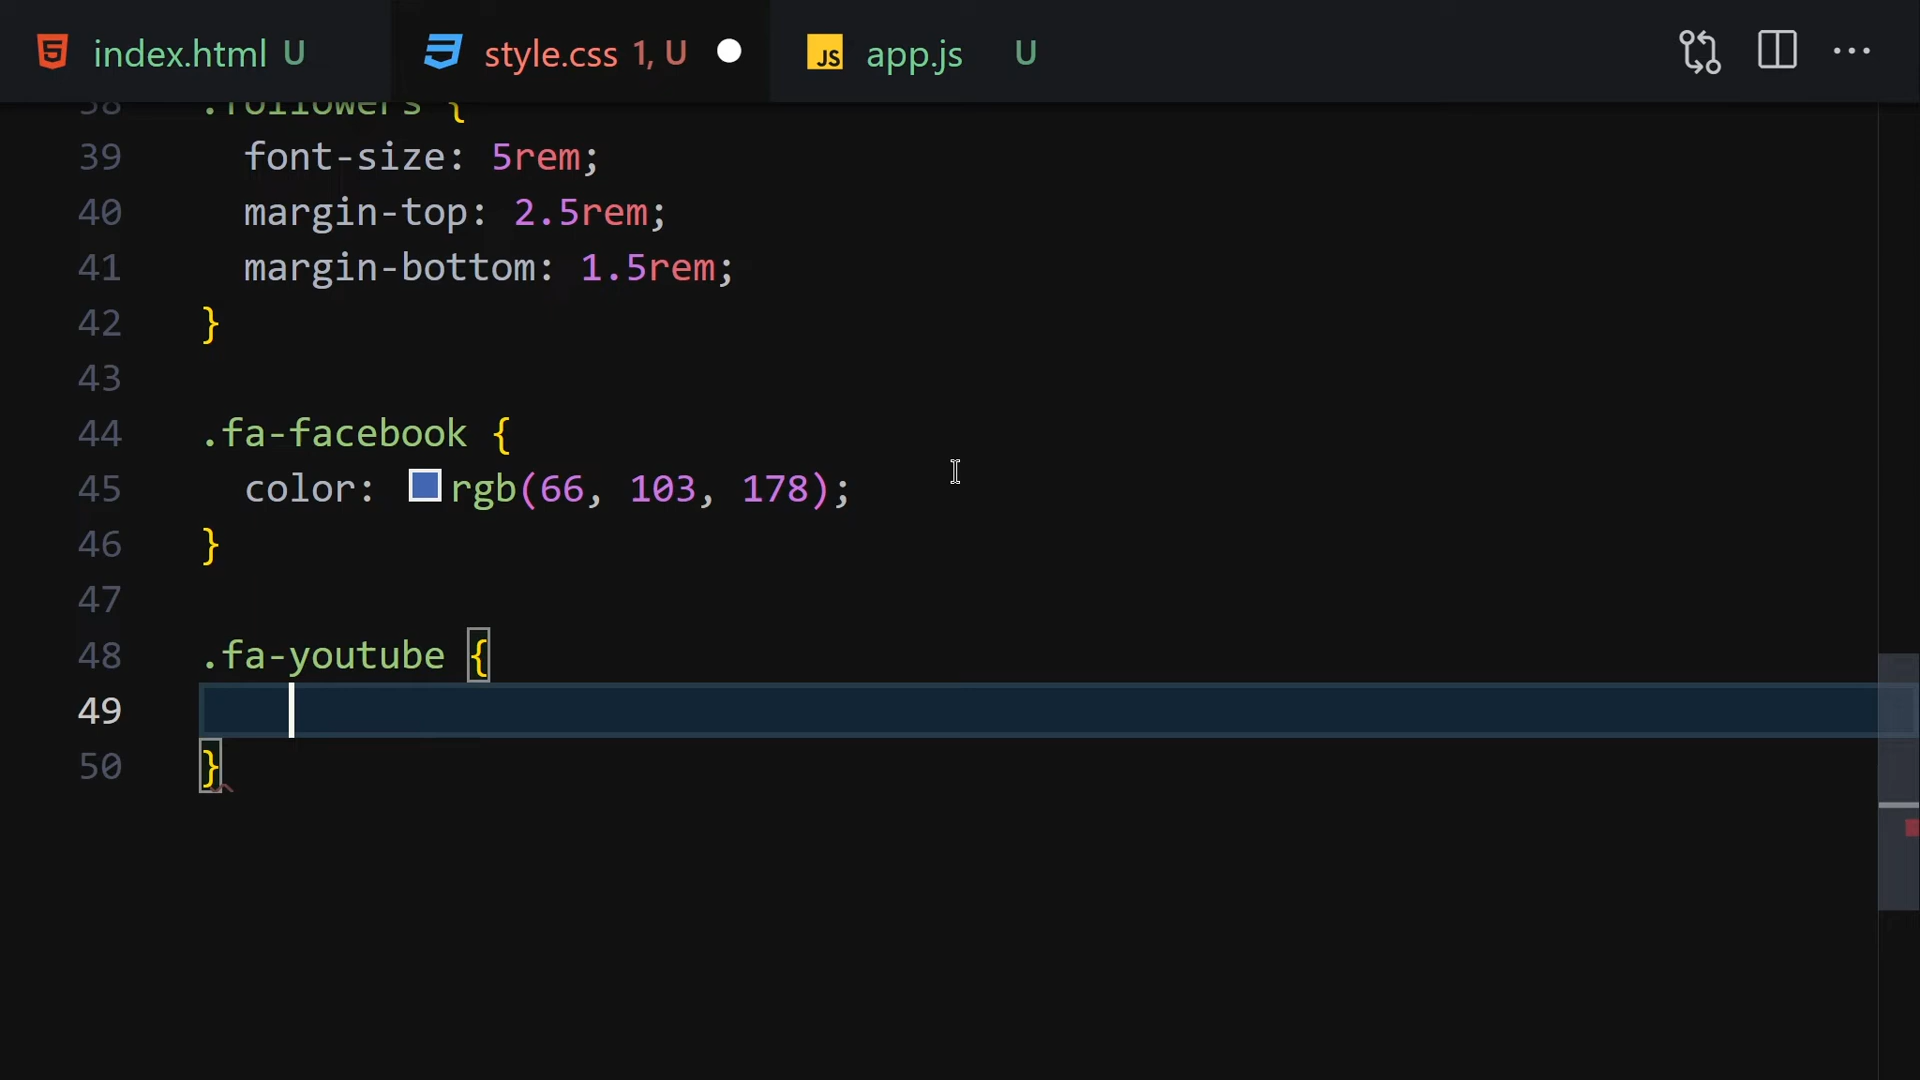 index.html U style.css 1, U app.js U
38 .followers {
39 font-size: 5rem;
40 margin-top: 2.5rem;
41 margin-bottom: 1.5rem;
42 }
43
44 .fa-facebook {
45 color: rgb(66, 103, 178);
46 }
47
48 .fa-youtube {
49
50 }